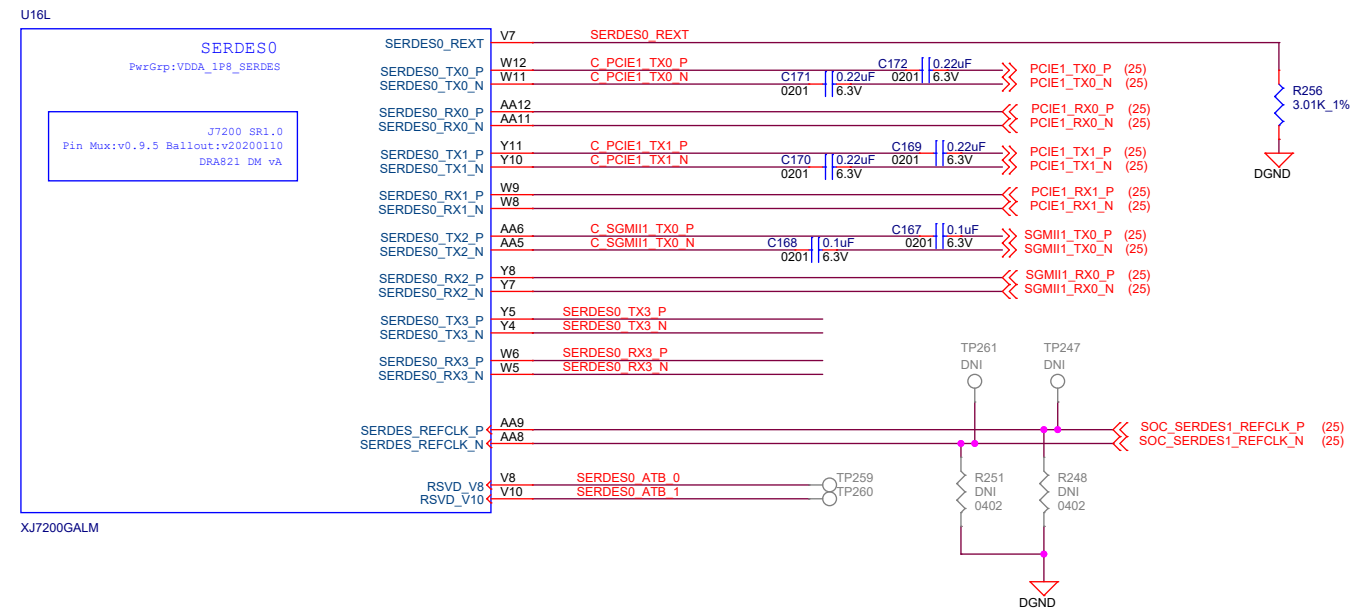 U16L
SERDES0
PwrGrp:VDDA_1P8_SERDES
J7200 SR1.0
Pin Mux:v0.9.5 Ballout:v20200110
DRA821 DM vA
SERDES0_REXT V7 SERDES0_REXT
SERDES0_TX0_P W12 C_PCIE1_TX0_P C172 0.22uF 0201 6.3V PCIE1_TX0_P (25)
SERDES0_TX0_N W11 C_PCIE1_TX0_N C171 0.22uF 0201 6.3V PCIE1_TX0_N (25)
R256
3.01K_1%
DGND
SERDES0_RX0_P AA12 PCIE1_RX0_P (25)
SERDES0_RX0_N AA11 PCIE1_RX0_N (25)
SERDES0_TX1_P Y11 C_PCIE1_TX1_P C169 0.22uF 0201 6.3V PCIE1_TX1_P (25)
SERDES0_TX1_N Y10 C_PCIE1_TX1_N C170 0.22uF 0201 6.3V PCIE1_TX1_N (25)
SERDES0_RX1_P W9 PCIE1_RX1_P (25)
SERDES0_RX1_N W8 PCIE1_RX1_N (25)
SERDES0_TX2_P AA6 C_SGMII1_TX0_P C167 0.1uF 0201 6.3V SGMII1_TX0_P (25)
SERDES0_TX2_N AA5 C_SGMII1_TX0_N C168 0.1uF 0201 6.3V SGMII1_TX0_N (25)
SERDES0_RX2_P Y8 SGMII1_RX0_P (25)
SERDES0_RX2_N Y7 SGMII1_RX0_N (25)
SERDES0_TX3_P Y5 SERDES0_TX3_P
SERDES0_TX3_N Y4 SERDES0_TX3_N
SERDES0_RX3_P W6 SERDES0_RX3_P
SERDES0_RX3_N W5 SERDES0_RX3_N
TP261 TP247
DNI DNI
SERDES_REFCLK_P AA9 SOC_SERDES1_REFCLK_P (25)
SERDES_REFCLK_N AA8 SOC_SERDES1_REFCLK_N (25)
RSVD_V8 V8 SERDES0_ATB_0 TP259
RSVD_V10 V10 SERDES0_ATB_1 TP260
R251 R248
DNI DNI
0402 0402
XJ7200GALM
DGND